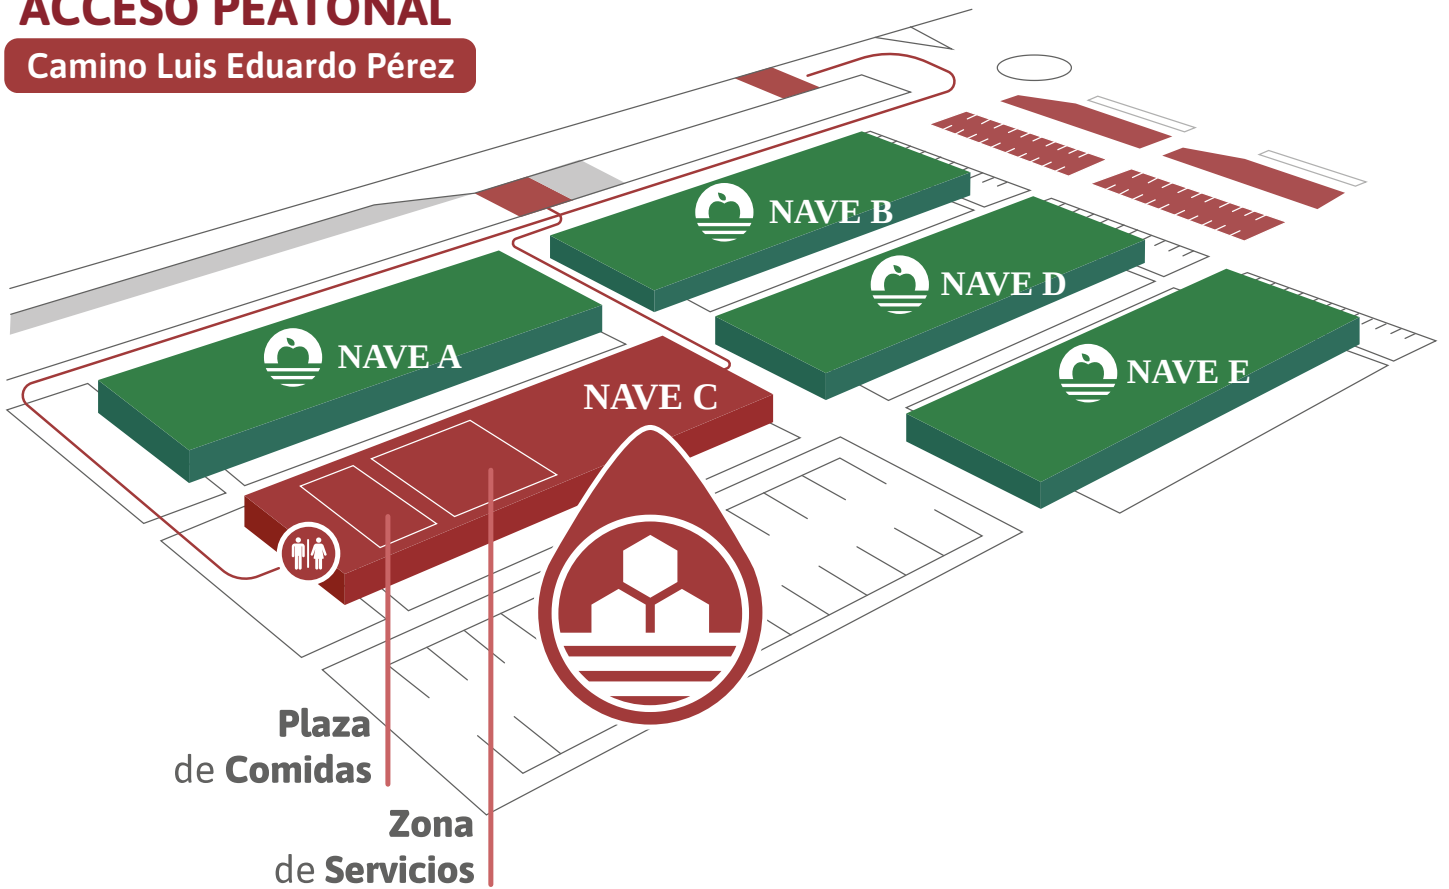 ACCESO PEATONAL
Camino Luis Eduardo Pérez
NAVE B
NAVE D
NAVE A
NAVE E
NAVE C
Plaza
de Comidas
Zona
de Servicios